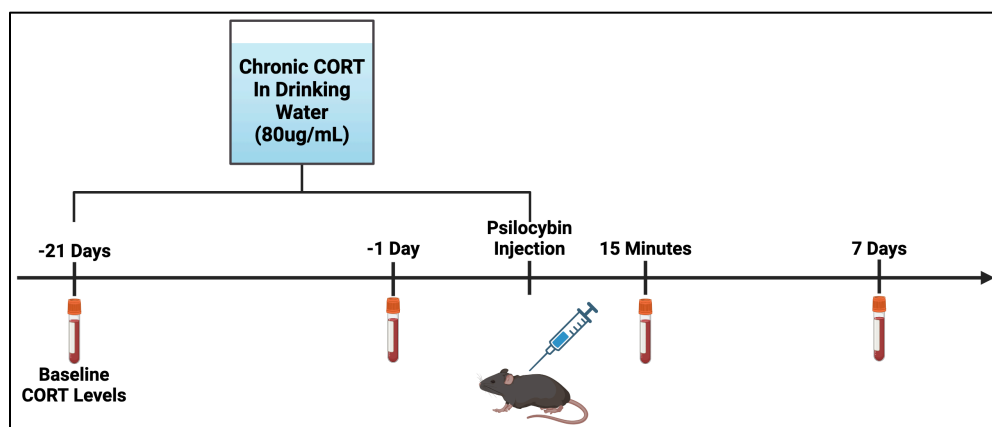 Chronic CORT
In Drinking
Water
(80ug/mL)
-21 Days
-1 Day
Psilocybin
Injection
15 Minutes
7 Days
Baseline
CORT Levels